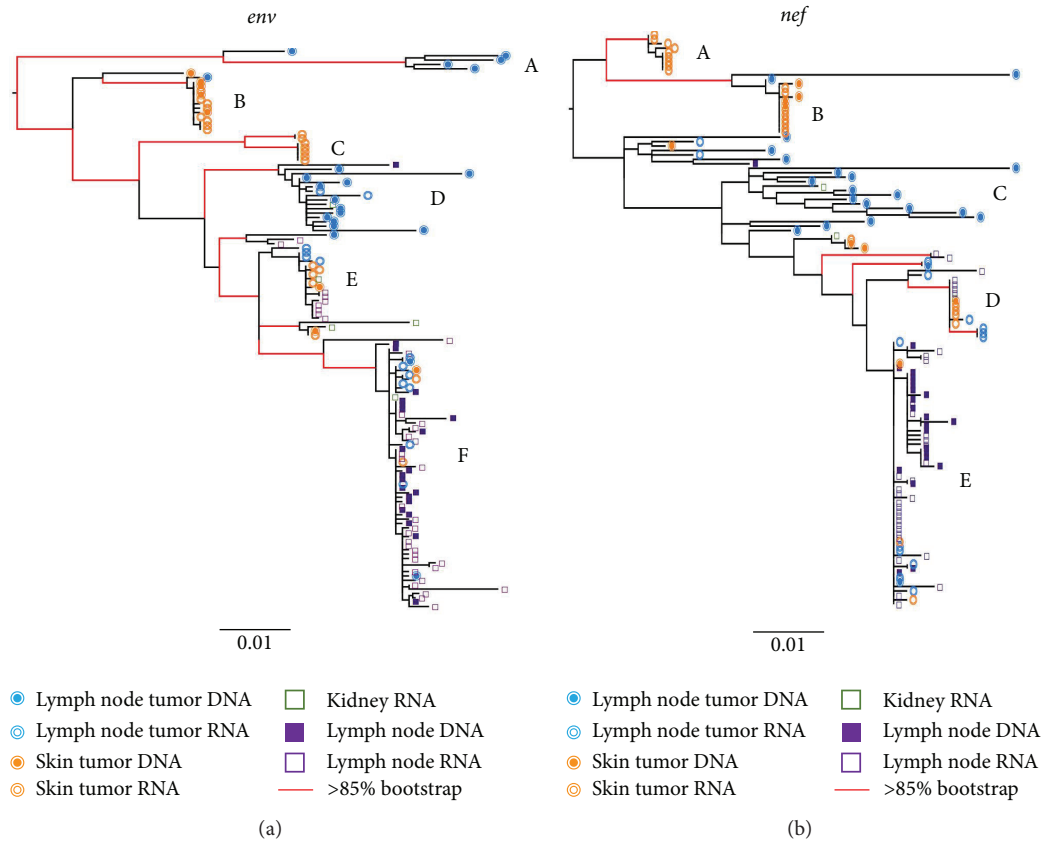 env
A
B
C
D
E
F
0.01
Lymph node tumor DNA
Lymph node tumor RNA
Skin tumor DNA
Skin tumor RNA
Kidney RNA
Lymph node DNA
Lymph node RNA
>85% bootstrap
(a)
nef
A
B
C
D
E
0.01
Lymph node tumor DNA
Lymph node tumor RNA
Skin tumor DNA
Skin tumor RNA
Kidney RNA
Lymph node DNA
Lymph node RNA
>85% bootstrap
(b)